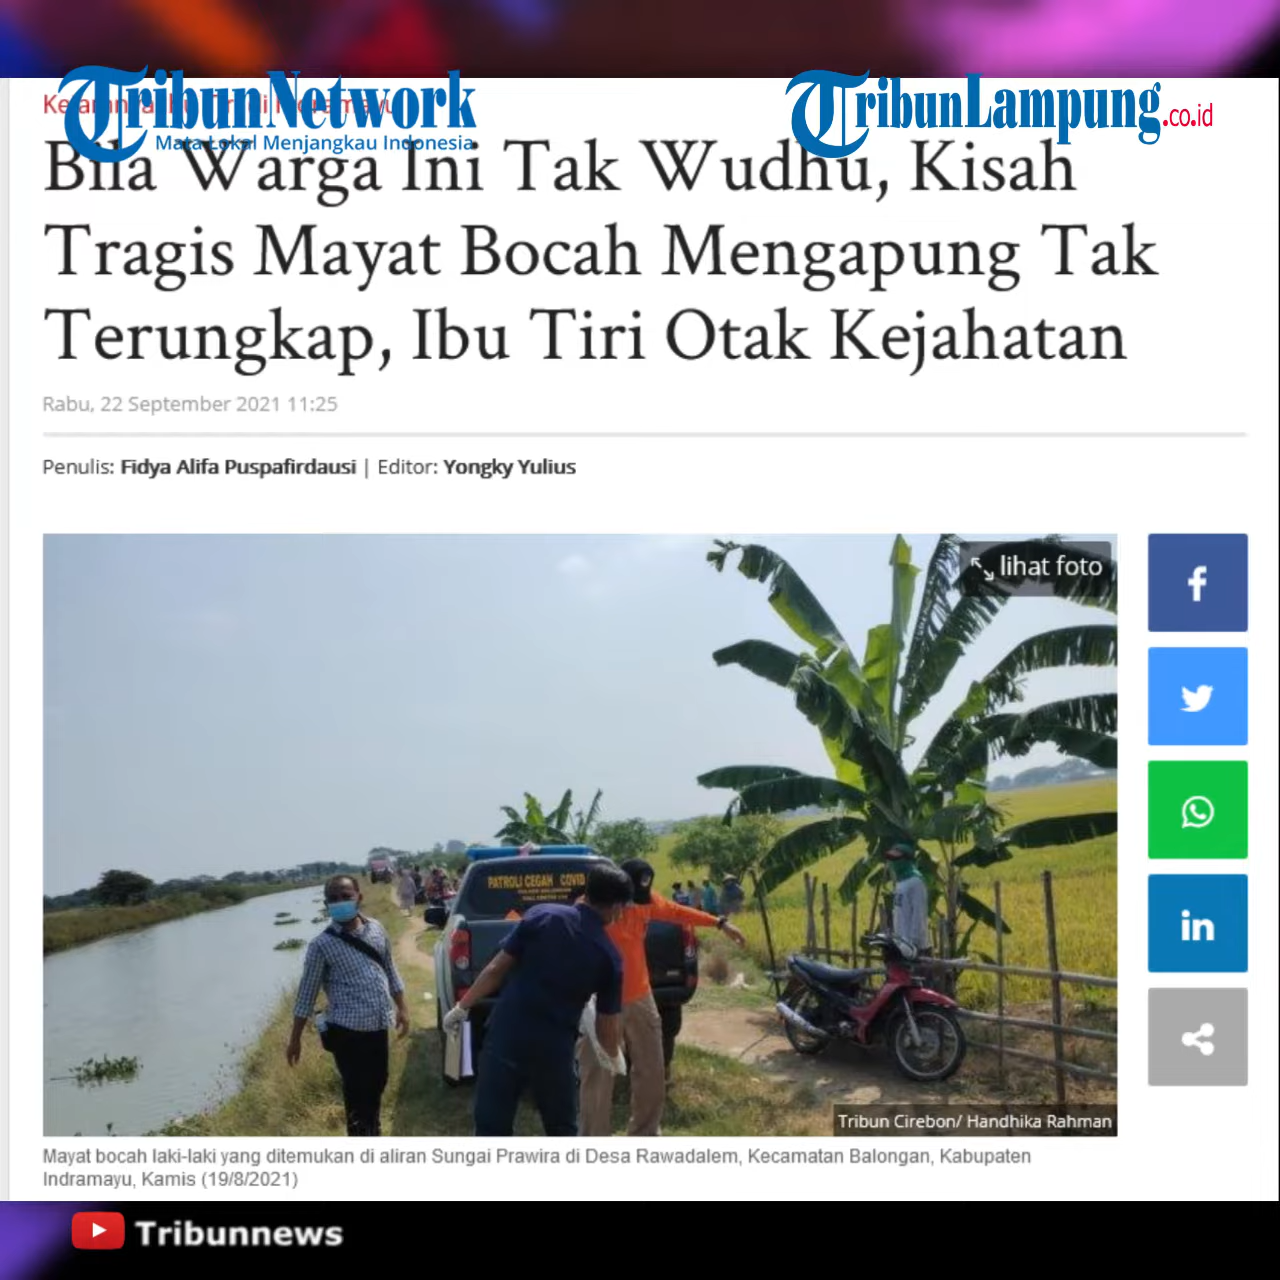 TribunNetwork
Mata Lokal Menjangkau Indonesia
TribunLampung.co.id
Bila Warga Ini Tak Wudhu, Kisah
Tragis Mayat Bocah Mengapung Tak
Terungkap, Ibu Tiri Otak Kejahatan
Rabu, 22 September 2021 11:25
Penulis: Fidya Alifa Puspafirdausi | Editor: Yongky Yulius
lihat foto
PATROLI CEGAH COVID
Tribun Cirebon/ Handhika Rahman
Mayat bocah laki-laki yang ditemukan di aliran Sungai Prawira di Desa Rawadalem, Kecamatan Balongan, Kabupaten
Indramayu, Kamis (19/8/2021)
Tribunnews